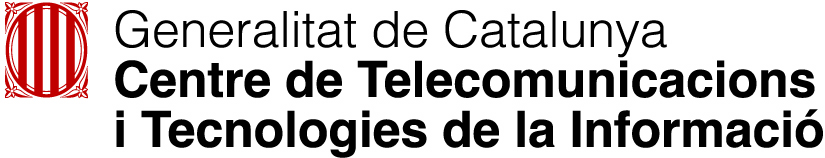 Generalitat de Catalunya
Centre de Telecomunicacions
i Tecnologies de la Informació